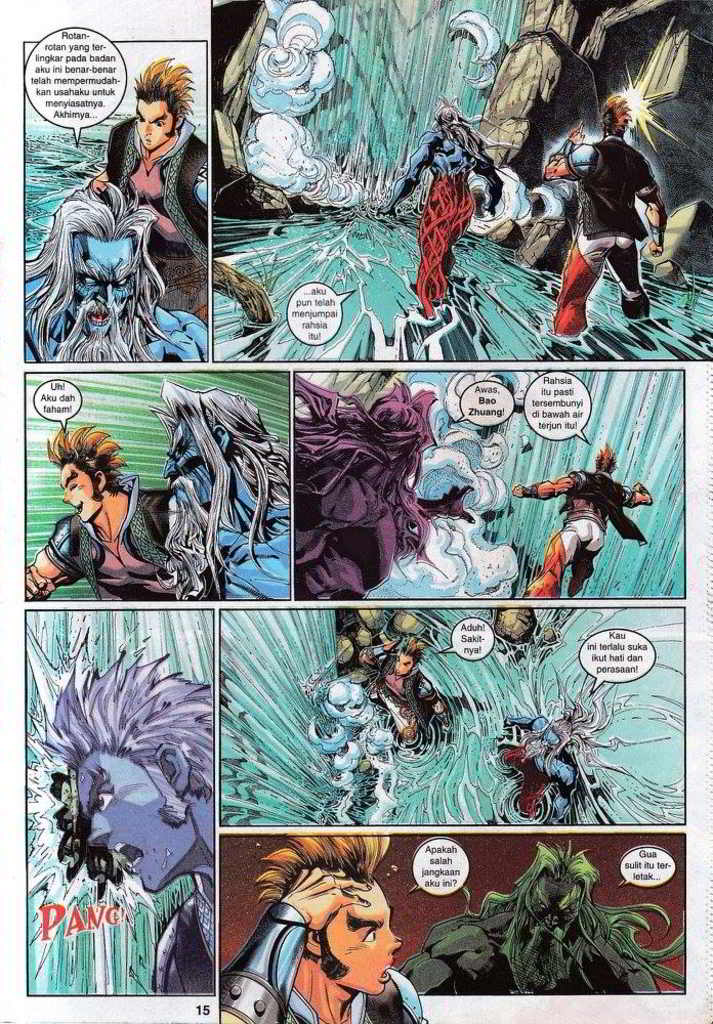 Rotan-
rotan yang ter-
lingkar pada badan
aku ini benar-benar
telah mempermudah-
kan usahaku untuk
menyiasatnya.
Akhirnya...
...aku
pun telah
menjumpai
rahsia
itu!
Uh!
Aku dah
faham!
Awas,
Bao
Zhuang!
Rahsia
itu pasti
tersembunyi
di bawah air
terjun itu!
PANG!
Aduh!
Sakit-
nya!
Kau
ini terlalu suka
ikut hati dan
perasaan!
Apakah
salah
jangkaan
aku ini?
Gua
sulit itu ter-
letak...
15